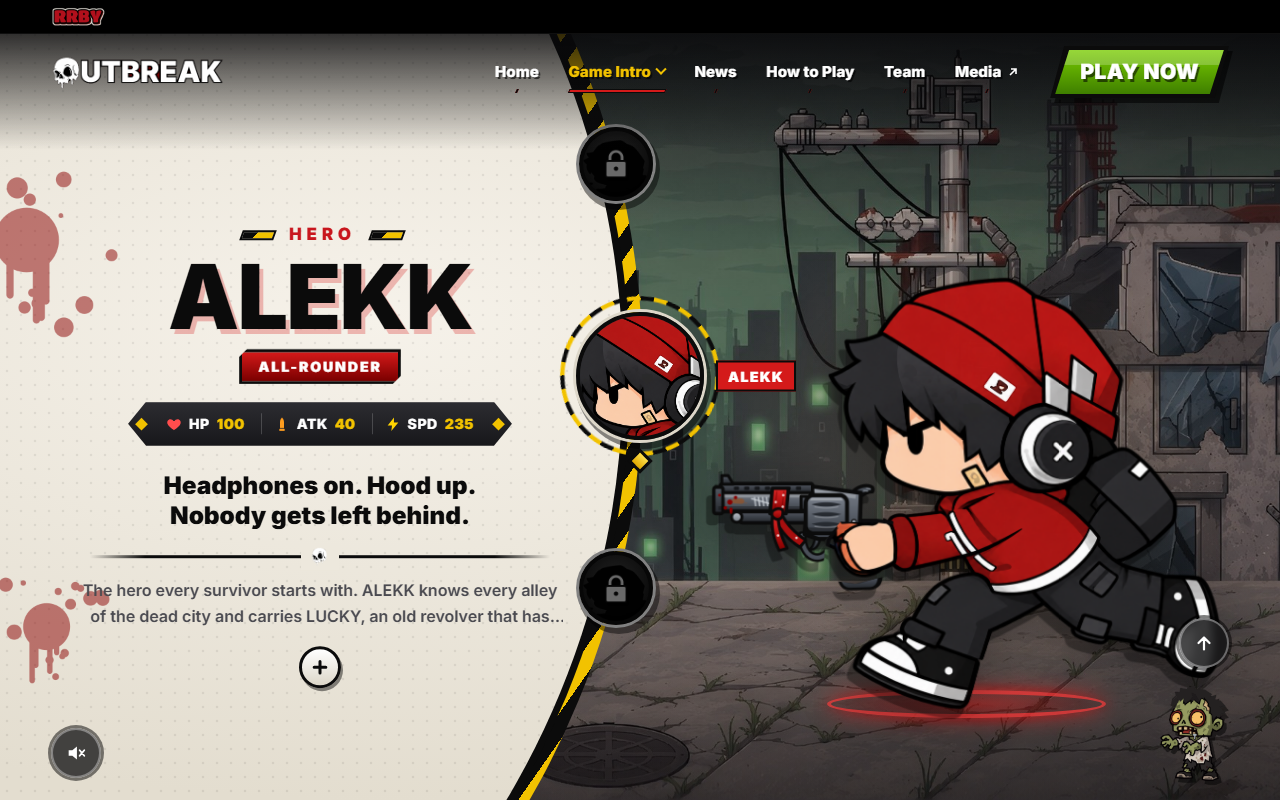 RRBY
OUTBREAK
Home
Game Intro
News
How to Play
Team
Media
PLAY NOW
HERO
ALEKK
ALL-ROUNDER
HP 100
ATK 40
SPD 235
Headphones on. Hood up.
Nobody gets left behind.
The hero every survivor starts with. ALEKK knows every alley
of the dead city and carries LUCKY, an old revolver that has...
ALEKK